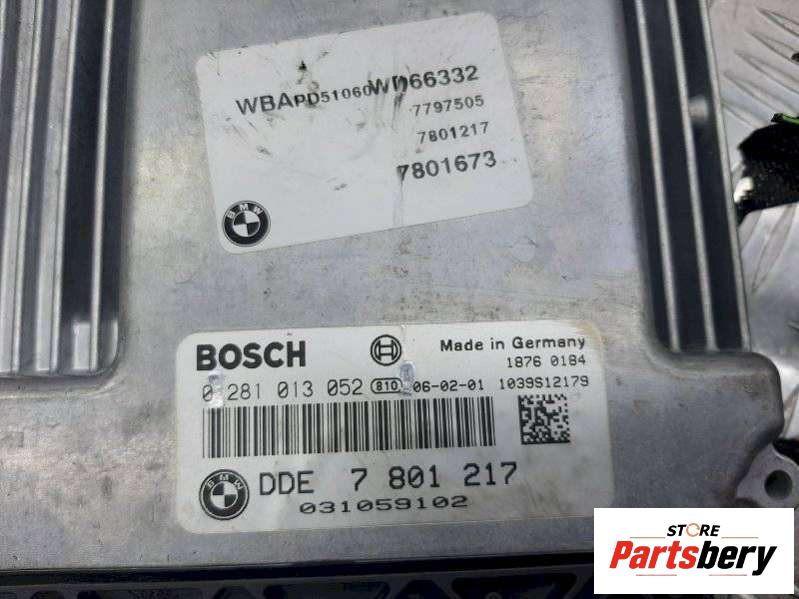 WBAPD51060WD66332
7797505
7801217
7801673
BMW
BOSCH
Made in Germany
1876 0184
0 281 013 052 810 06-02-01 1039S12179
BMW
DDE 7 801 217
031059102
STORE
Partsbery